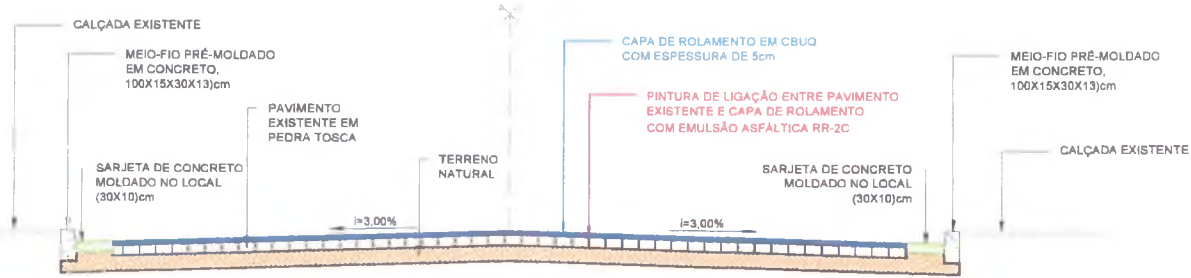 CALÇADA EXISTENTE
MEIO-FIO PRÉ-MOLDADO
EM CONCRETO,
100X15X30X13)cm
PAVIMENTO
EXISTENTE EM
PEDRA TOSCA
SARJETA DE CONCRETO
MOLDADO NO LOCAL
(30X10)cm
TERRENO
NATURAL
CAPA DE ROLAMENTO EM CBUQ
COM ESPESSURA DE 5cm
PINTURA DE LIGAÇÃO ENTRE PAVIMENTO
EXISTENTE E CAPA DE ROLAMENTO
COM EMULSÃO ASFÁLTICA RR-2C
MEIO-FIO PRÉ-MOLDADO
EM CONCRETO,
100X15X30X13)cm
CALÇADA EXISTENTE
SARJETA DE CONCRETO
MOLDADO NO LOCAL
(30X10)cm
i=3,00%
i=3,00%